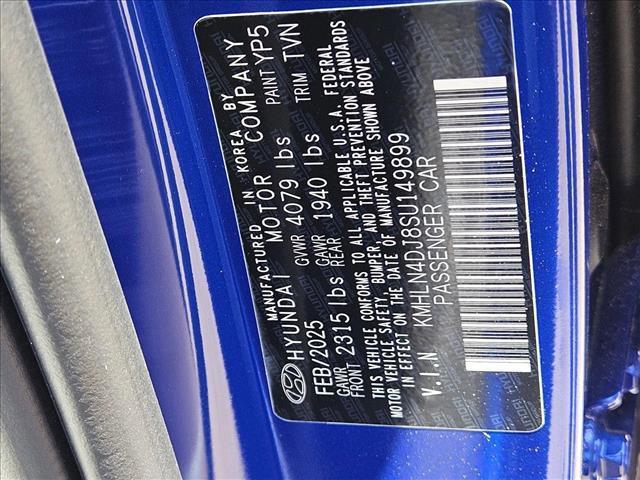 MANUFACTURED IN KOREA BY
HYUNDAI MOTOR COMPANY
FEB/2025 GVWR 4079 lbs PAINT YP5
GAWR FRONT 2315 lbs GAWR REAR 1940 lbs TRIM TVN
THIS VEHICLE CONFORMS TO ALL APPLICABLE U.S.A. FEDERAL
MOTOR VEHICLE SAFETY, BUMPER, AND THEFT PREVENTION STANDARDS
IN EFFECT ON THE DATE OF MANUFACTURE SHOWN ABOVE
V.I.N KMHLN4DJ8SU149899
PASSENGER CAR